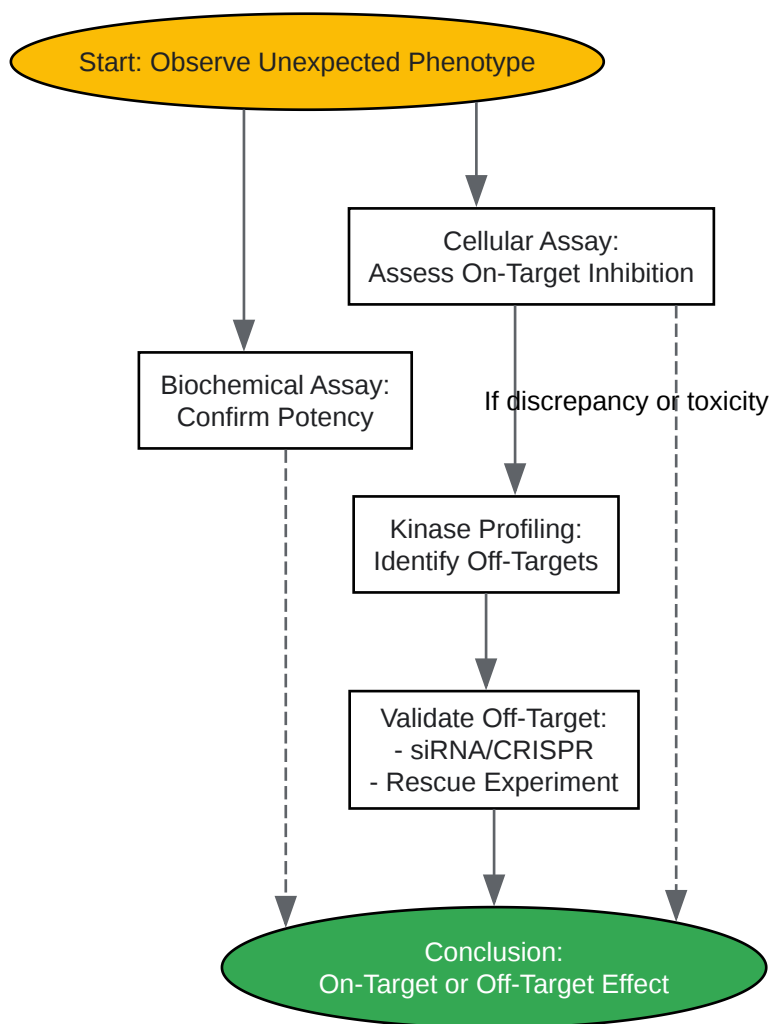 Start: Observe Unexpected Phenotype
Cellular Assay:
Assess On-Target Inhibition
Biochemical Assay:
Confirm Potency
If discrepancy or toxicity
Kinase Profiling:
Identify Off-Targets
Validate Off-Target:
- siRNA/CRISPR
- Rescue Experiment
Conclusion:
On-Target or Off-Target Effect